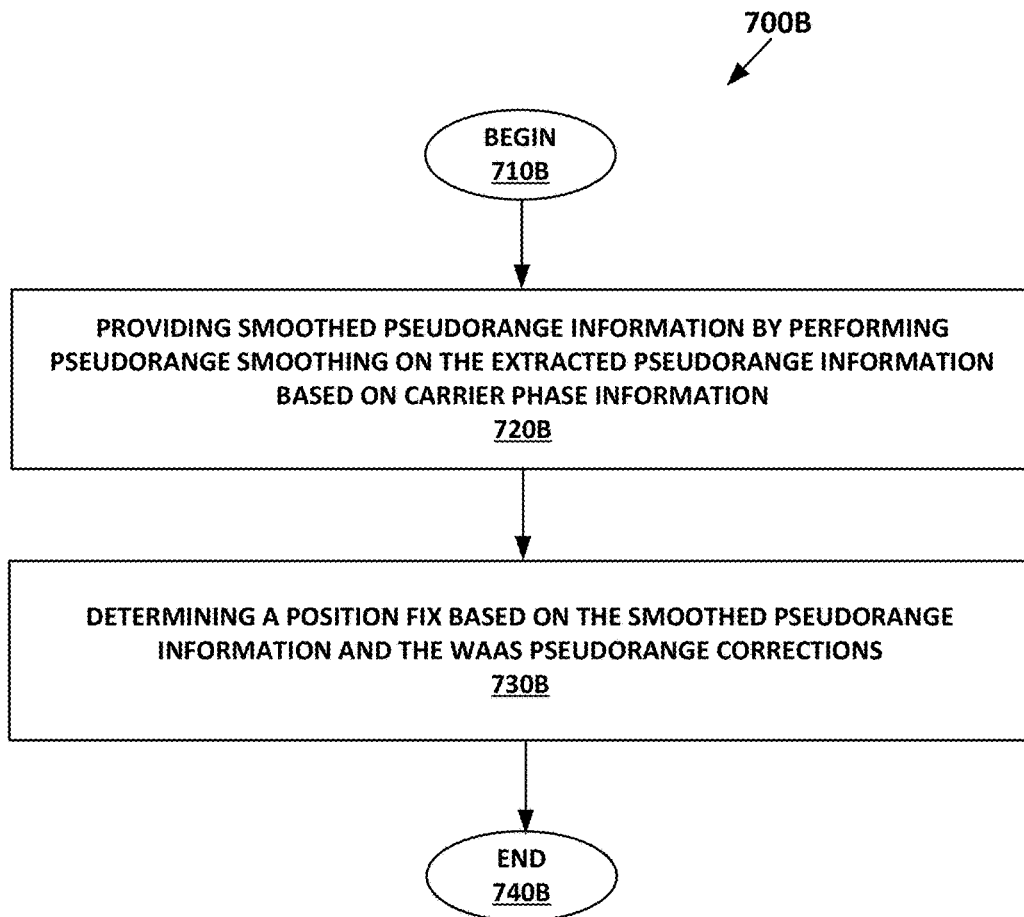 700B
BEGIN
710B
PROVIDING SMOOTHED PSEUDORANGE INFORMATION BY PERFORMING
PSEUDORANGE SMOOTHING ON THE EXTRACTED PSEUDORANGE INFORMATION
BASED ON CARRIER PHASE INFORMATION
720B
DETERMINING A POSITION FIX BASED ON THE SMOOTHED PSEUDORANGE
INFORMATION AND THE WAAS PSEUDORANGE CORRECTIONS
730B
END
740B